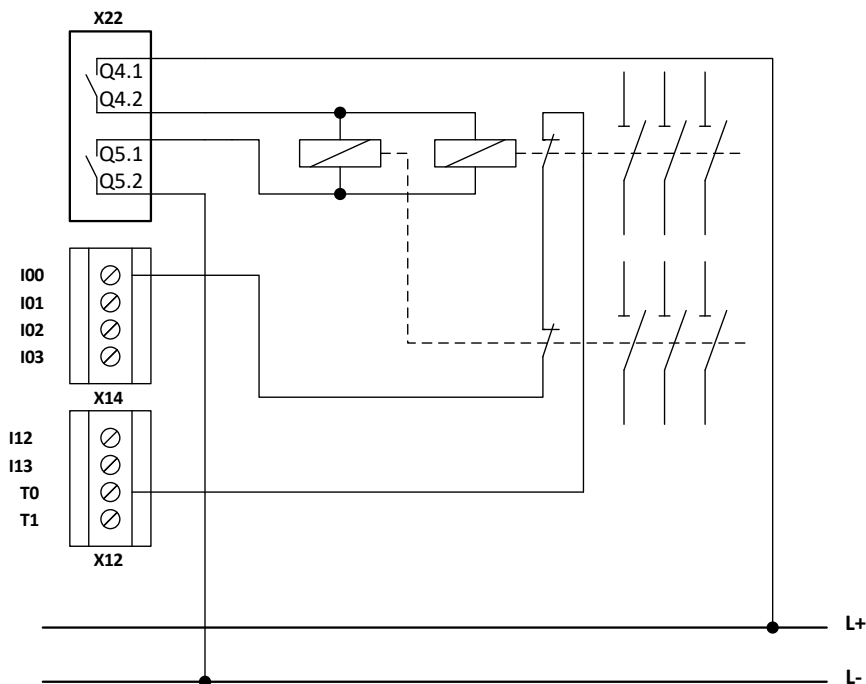 X22
Q4.1
Q4.2
Q5.1
Q5.2
I00
I01
I02
I03
X14
I12
I13
T0
T1
X12
L+
L-